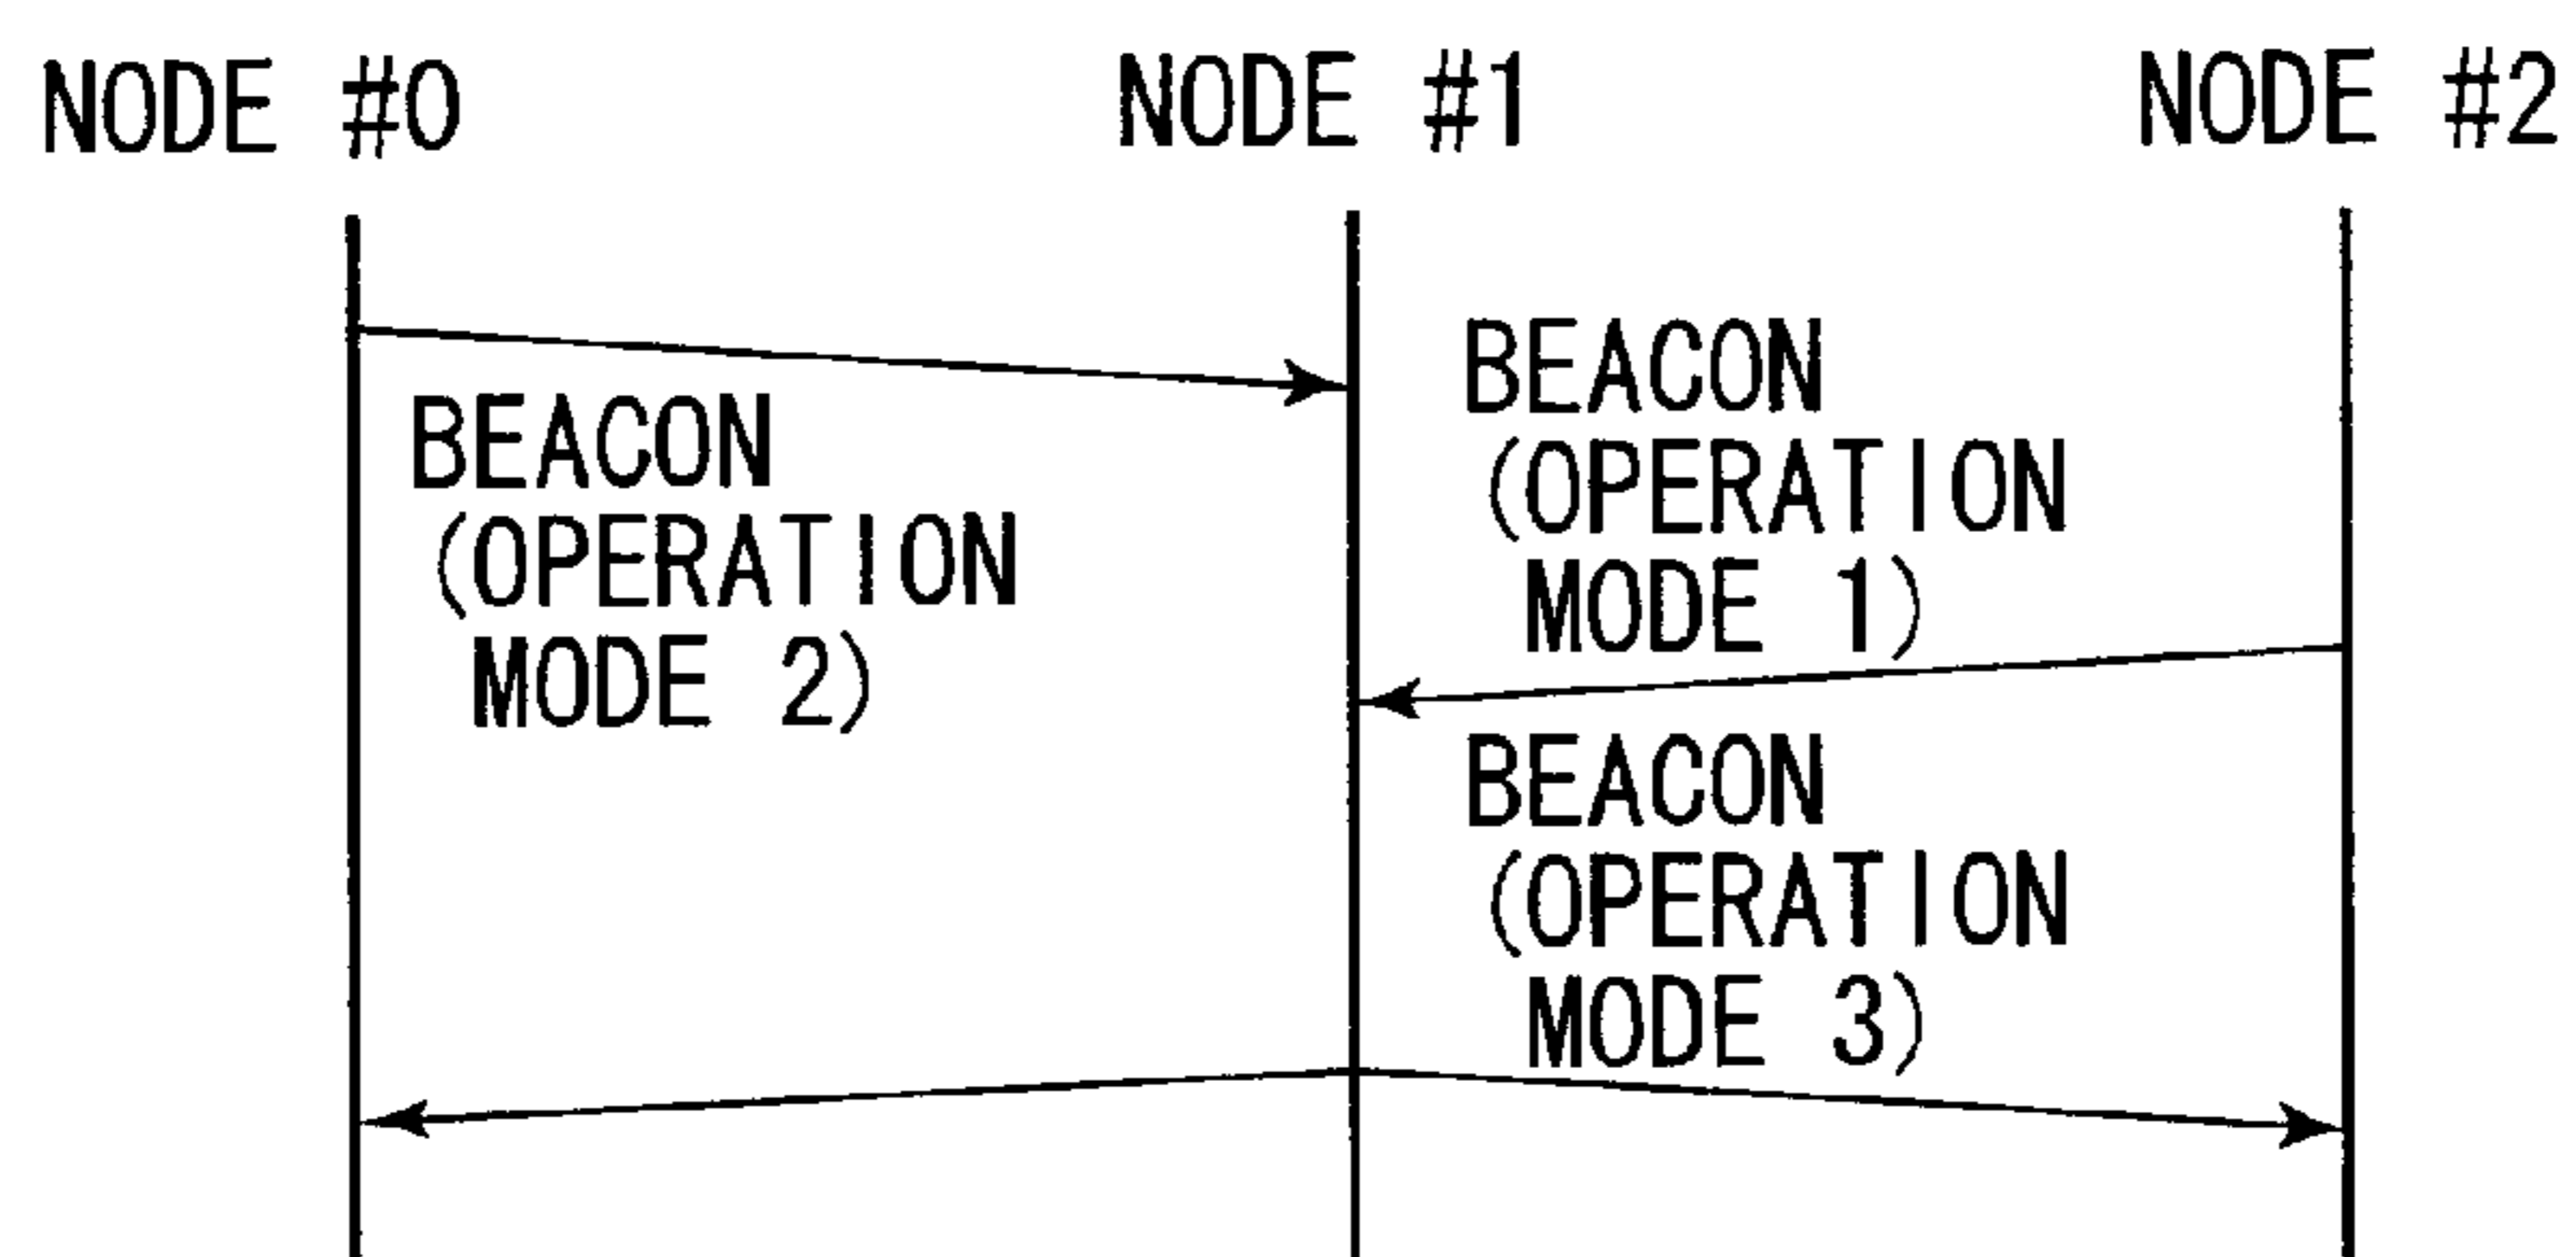 NODE #0
NODE #1
NODE #2
BEACON
(OPERATION
MODE 2)
BEACON
(OPERATION
MODE 1)
BEACON
(OPERATION
MODE 3)